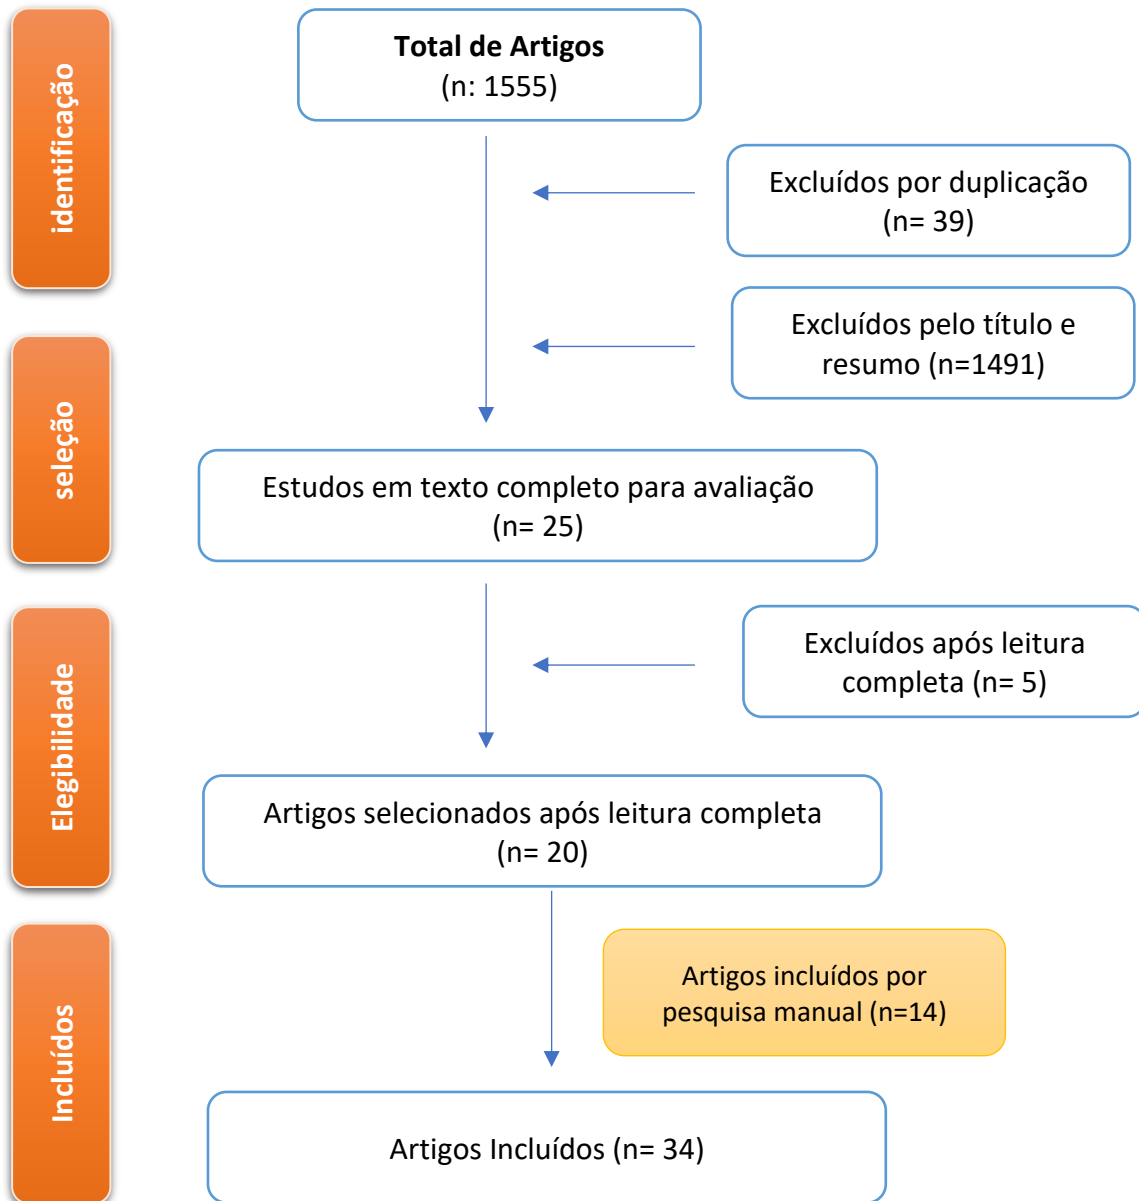 identificação
Total de Artigos
(n: 1555)
Excluídos por duplicação
(n= 39)
Excluídos pelo título e
resumo (n=1491)
seleção
Estudos em texto completo para avaliação
(n= 25)
Elegibilidade
Excluídos após leitura
completa (n= 5)
Artigos selecionados após leitura completa
(n= 20)
Incluídos
Artigos incluídos por
pesquisa manual (n=14)
Artigos Incluídos (n= 34)